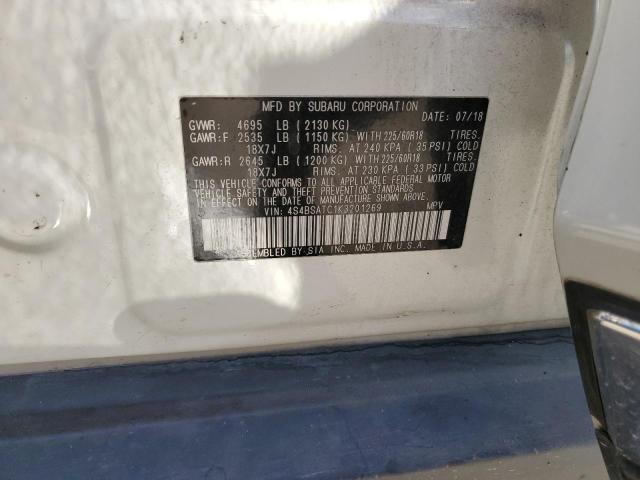 MFD BY SUBARU CORPORATION DATE: 07/18
GVWR: 4695 LB (2130 KG)
GAWR:F 2535 LB (1150 KG) WITH 225/60R18 TIRES.
18X7J RIMS. AT 240 KPA (35 PSI) COLD
GAWR:R 2645 LB (1200 KG) WITH 225/60R18 TIRES.
18X7J RIMS. AT 230 KPA (33 PSI) COLD
THIS VEHICLE CONFORMS TO ALL APPLICABLE FEDERAL MOTOR
VEHICLE SAFETY AND THEFT PREVENTION STANDARDS
IN EFFECT ON THE DATE OF MANUFACTURE SHOWN ABOVE.
VIN: 4S4BSATC1K3201269 MPV
ASSEMBLED BY SIA INC., MADE IN U.S.A.